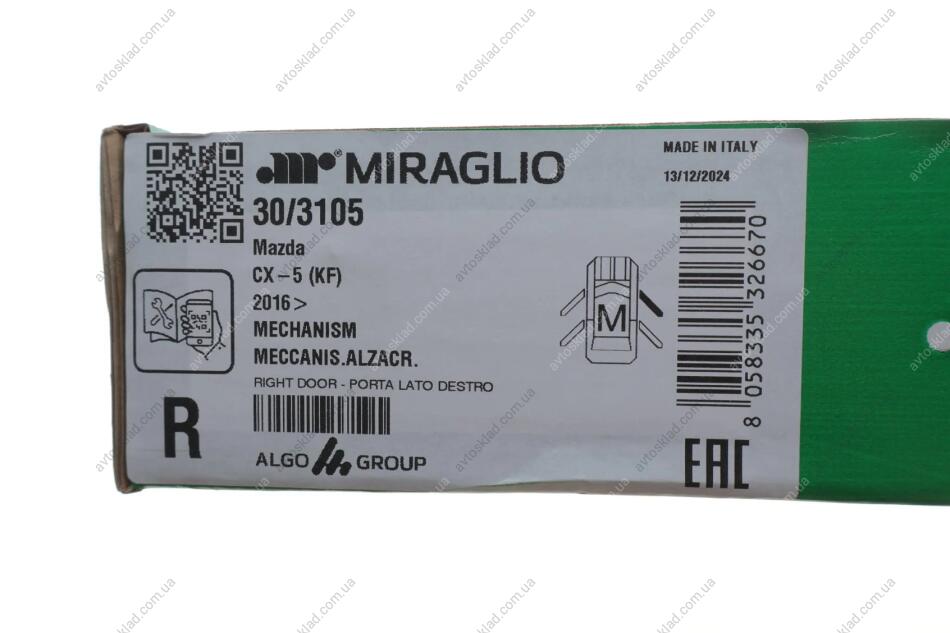 MIRAGLIO
MADE IN ITALY
13/12/2024
30/3105
Mazda
CX-5 (KF)
2016>
MECHANISM
MECCANIS.ALZACR.
RIGHT DOOR - PORTA LATO DESTRO
R
ALGO GROUP
M
8 058335 326670
EAC
avtosklad.com.ua